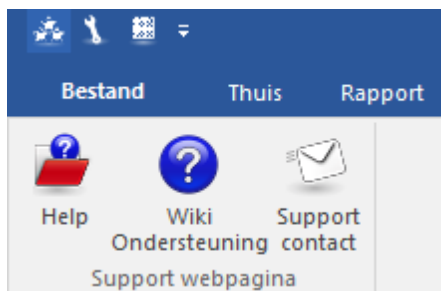 Bestand Thuis Rapport
Help Wiki Support
Ondersteuning contact
Support webpagina